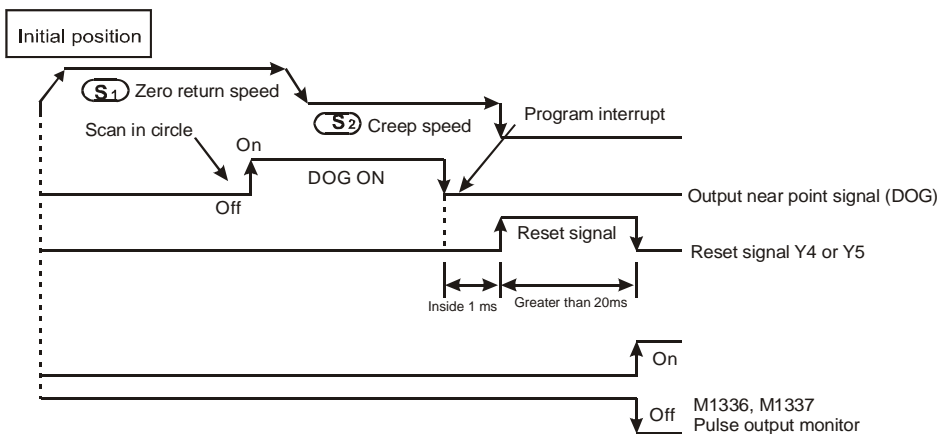 Initial position
S1 Zero return speed
S2 Creep speed
Program interrupt
Scan in circle
On
DOG ON
Off
Output near point signal (DOG)
Reset signal
Reset signal Y4 or Y5
Inside 1 ms
Greater than 20ms
On
Off
M1336, M1337
Pulse output monitor